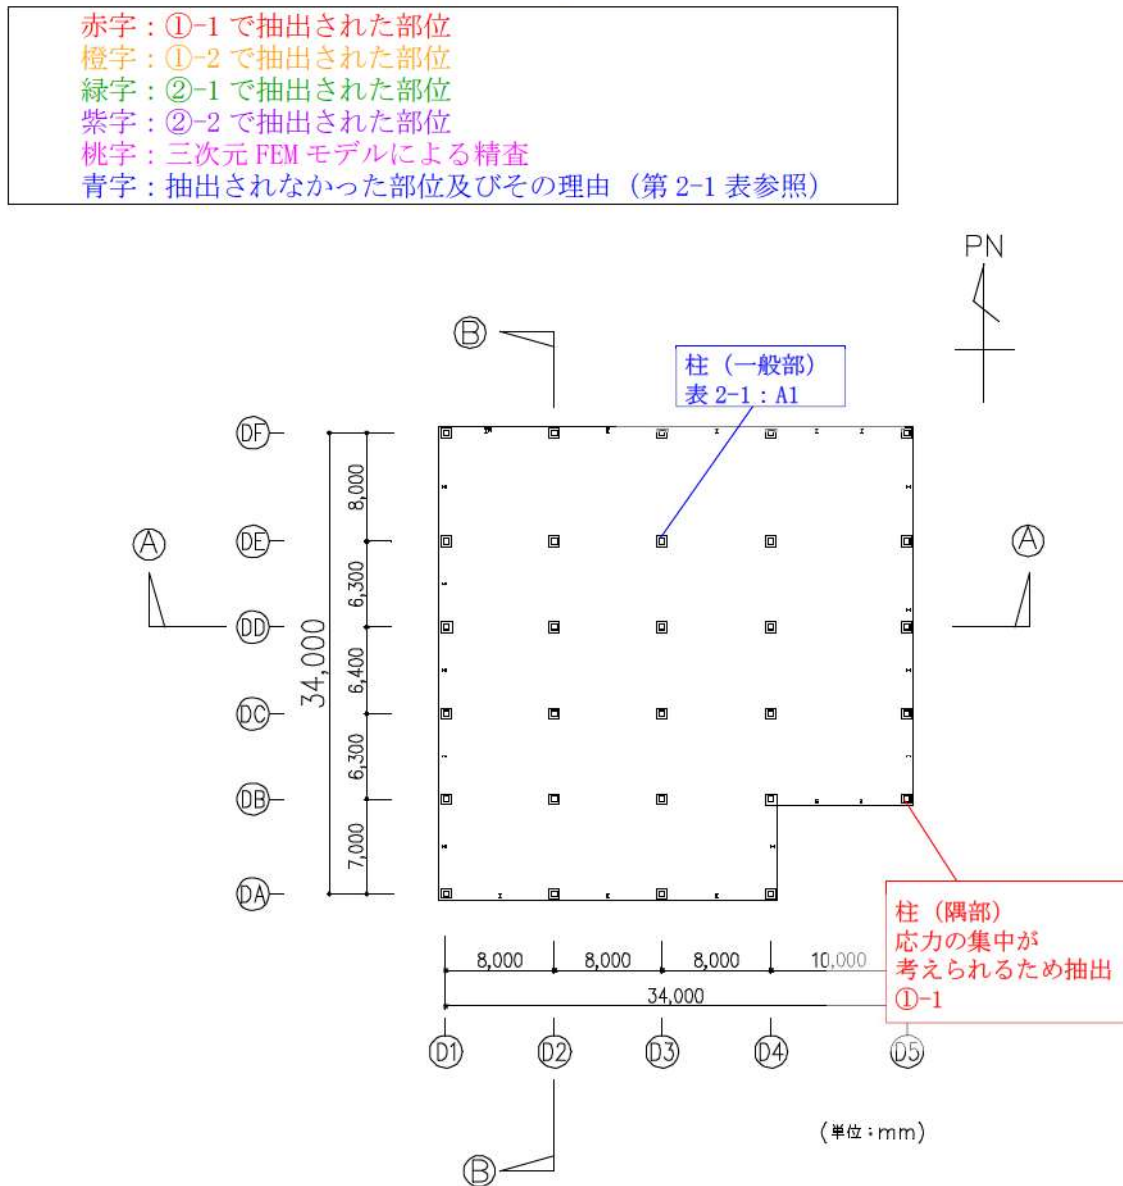 赤字：①-1 で抽出された部位
橙字：①-2 で抽出された部位
緑字：②-1 で抽出された部位
紫字：②-2 で抽出された部位
桃字：三次元 FEM モデルによる精査
青字：抽出されなかった部位及びその理由（第 2-1 表参照）
PN
B
柱（一般部）
表 2-1：A1
DF
8,000
A
DE
A
6,300
DD
34,000
6,400
DC
6,300
DB
7,000
DA
柱（隅部）
応力の集中が
考えられるため抽出
①-1
8,000
8,000
8,000
10,000
34,000
D1
D2
D3
D4
D5
(単位：mm)
B